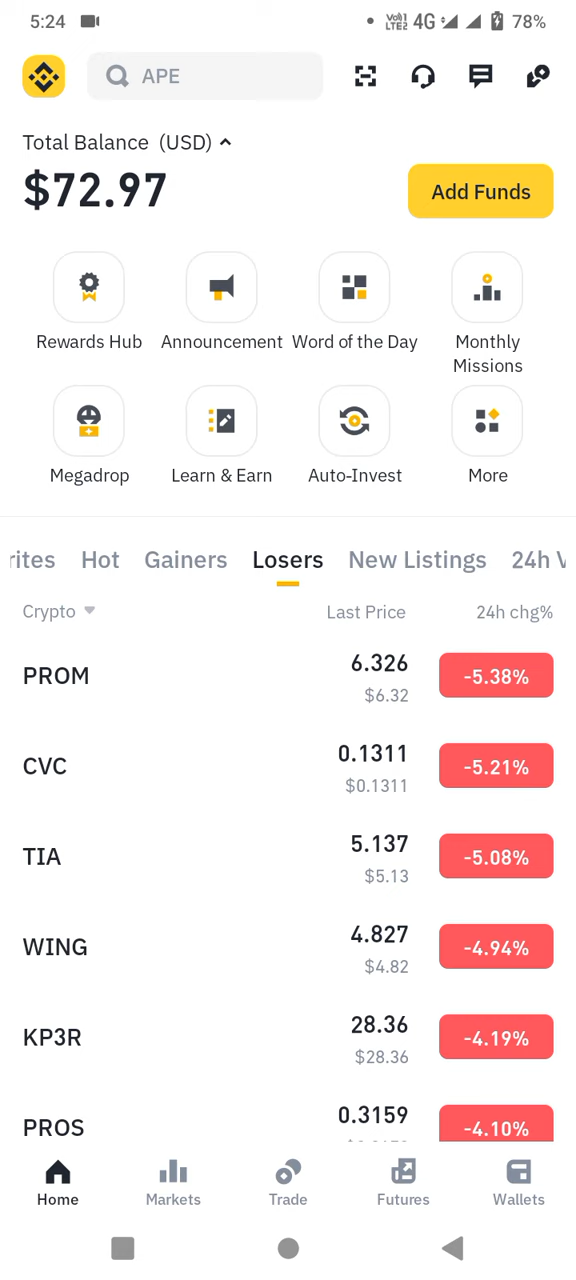 5:24 Vo)) 1 LTE2 4G 78%
APE
Total Balance (USD)
$72.97
Add Funds
Rewards Hub Announcement Word of the Day Monthly Missions
Megadrop Learn & Earn Auto-Invest More
rites Hot Gainers Losers New Listings 24h V
Crypto Last Price 24h chg%
PROM 6.326 -5.38%
$6.32
CVC 0.1311 -5.21%
$0.1311
TIA 5.137 -5.08%
$5.13
WING 4.827 -4.94%
$4.82
KP3R 28.36 -4.19%
$28.36
PROS 0.3159 -4.10%
Home Markets Trade Futures Wallets